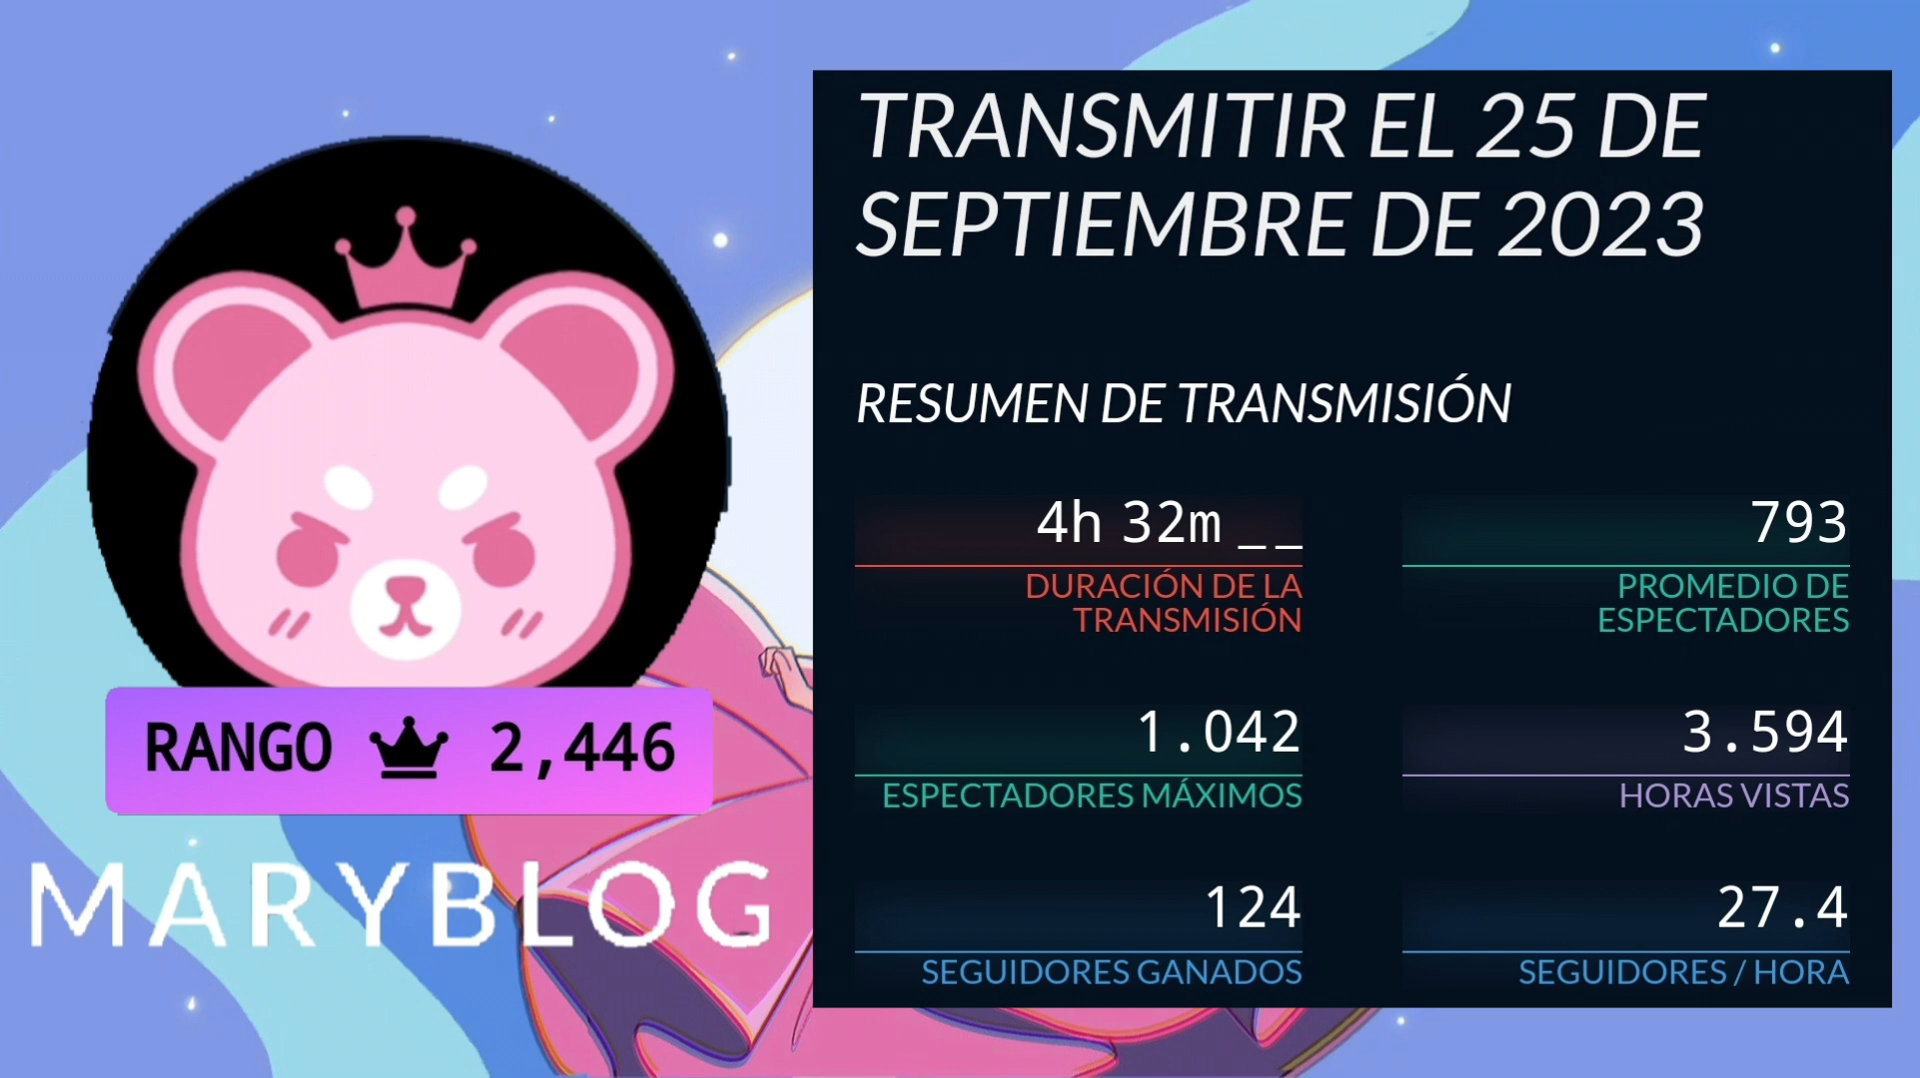 TRANSMITIR EL 25 DE
SEPTIEMBRE DE 2023
RESUMEN DE TRANSMISIÓN
4h 32m _ _
DURACIÓN DE LA
TRANSMISIÓN
793
PROMEDIO DE
ESPECTADORES
1.042
ESPECTADORES MÁXIMOS
3.594
HORAS VISTAS
124
SEGUIDORES GANADOS
27.4
SEGUIDORES / HORA
RANGO 2,446
MARYBLOG